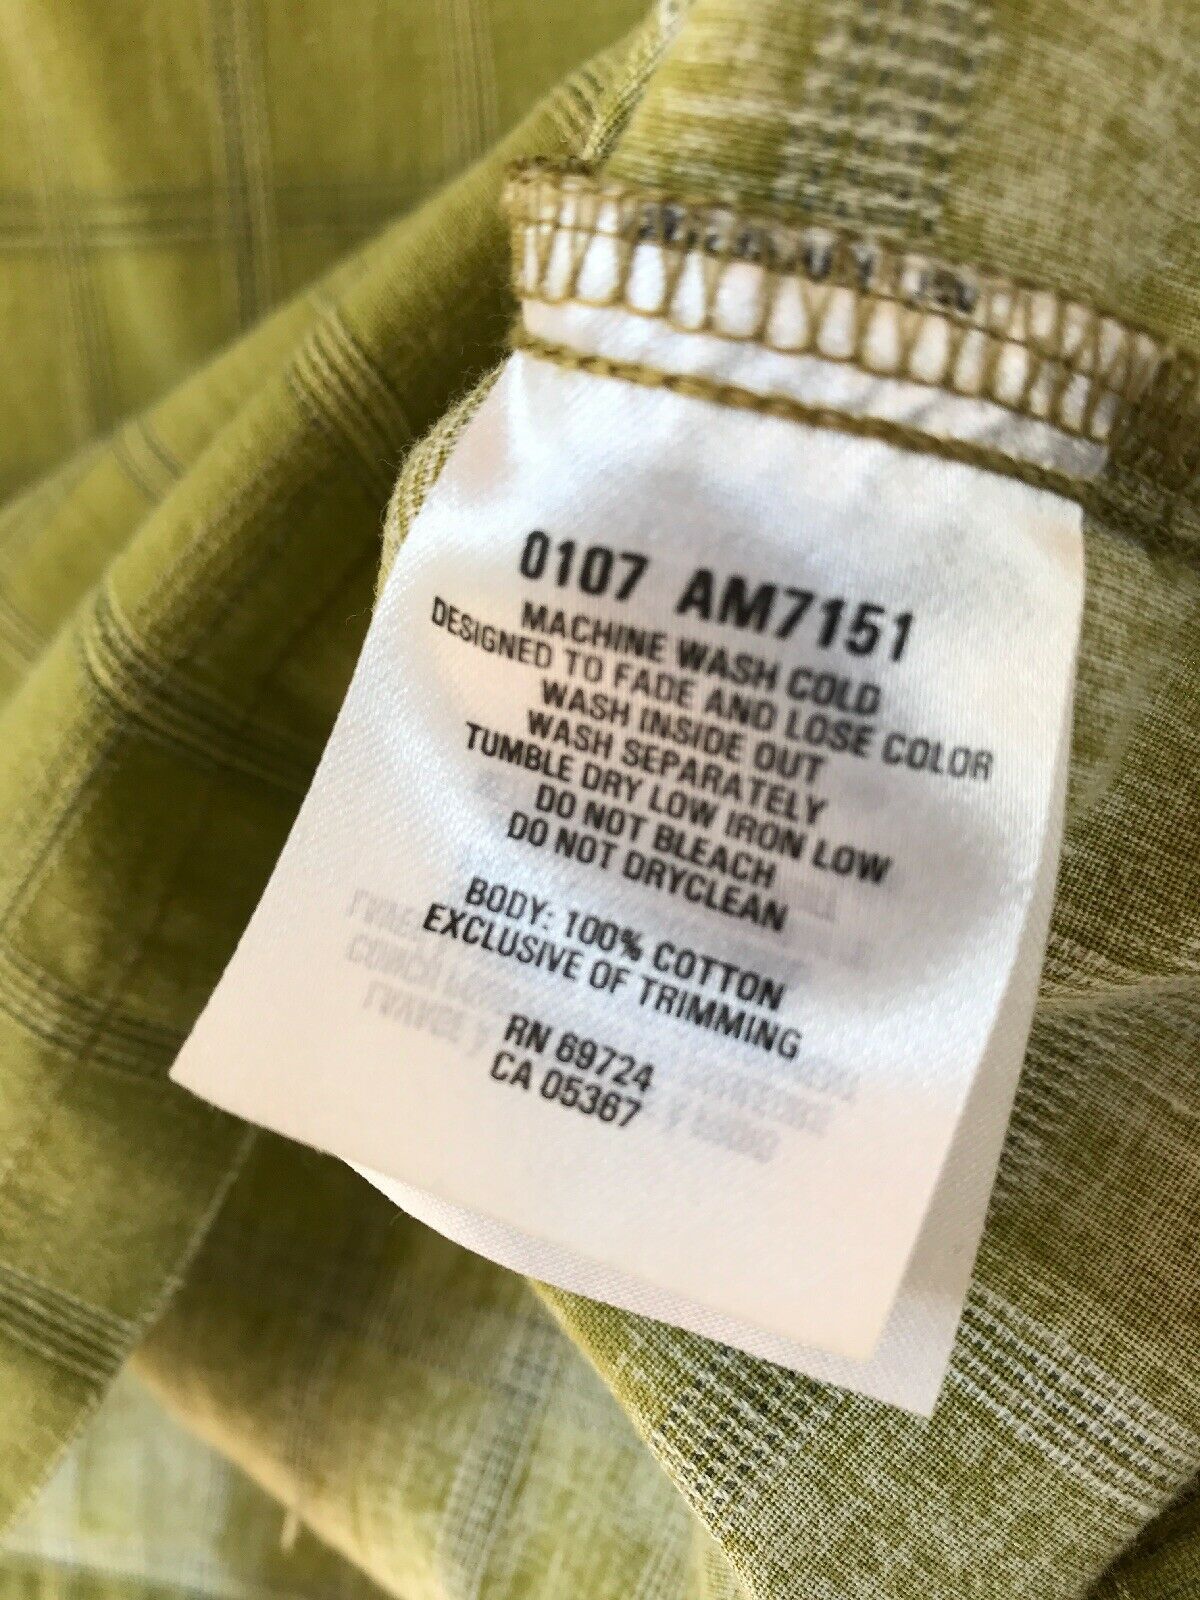 0107 AM7151
MACHINE WASH COLD
DESIGNED TO FADE AND LOSE COLOR
WASH INSIDE OUT
WASH SEPARATELY
TUMBLE DRY LOW IRON LOW
DO NOT BLEACH
DO NOT DRYCLEAN
BODY: 100% COTTON
EXCLUSIVE OF TRIMMING
RN 69724
CA 05367